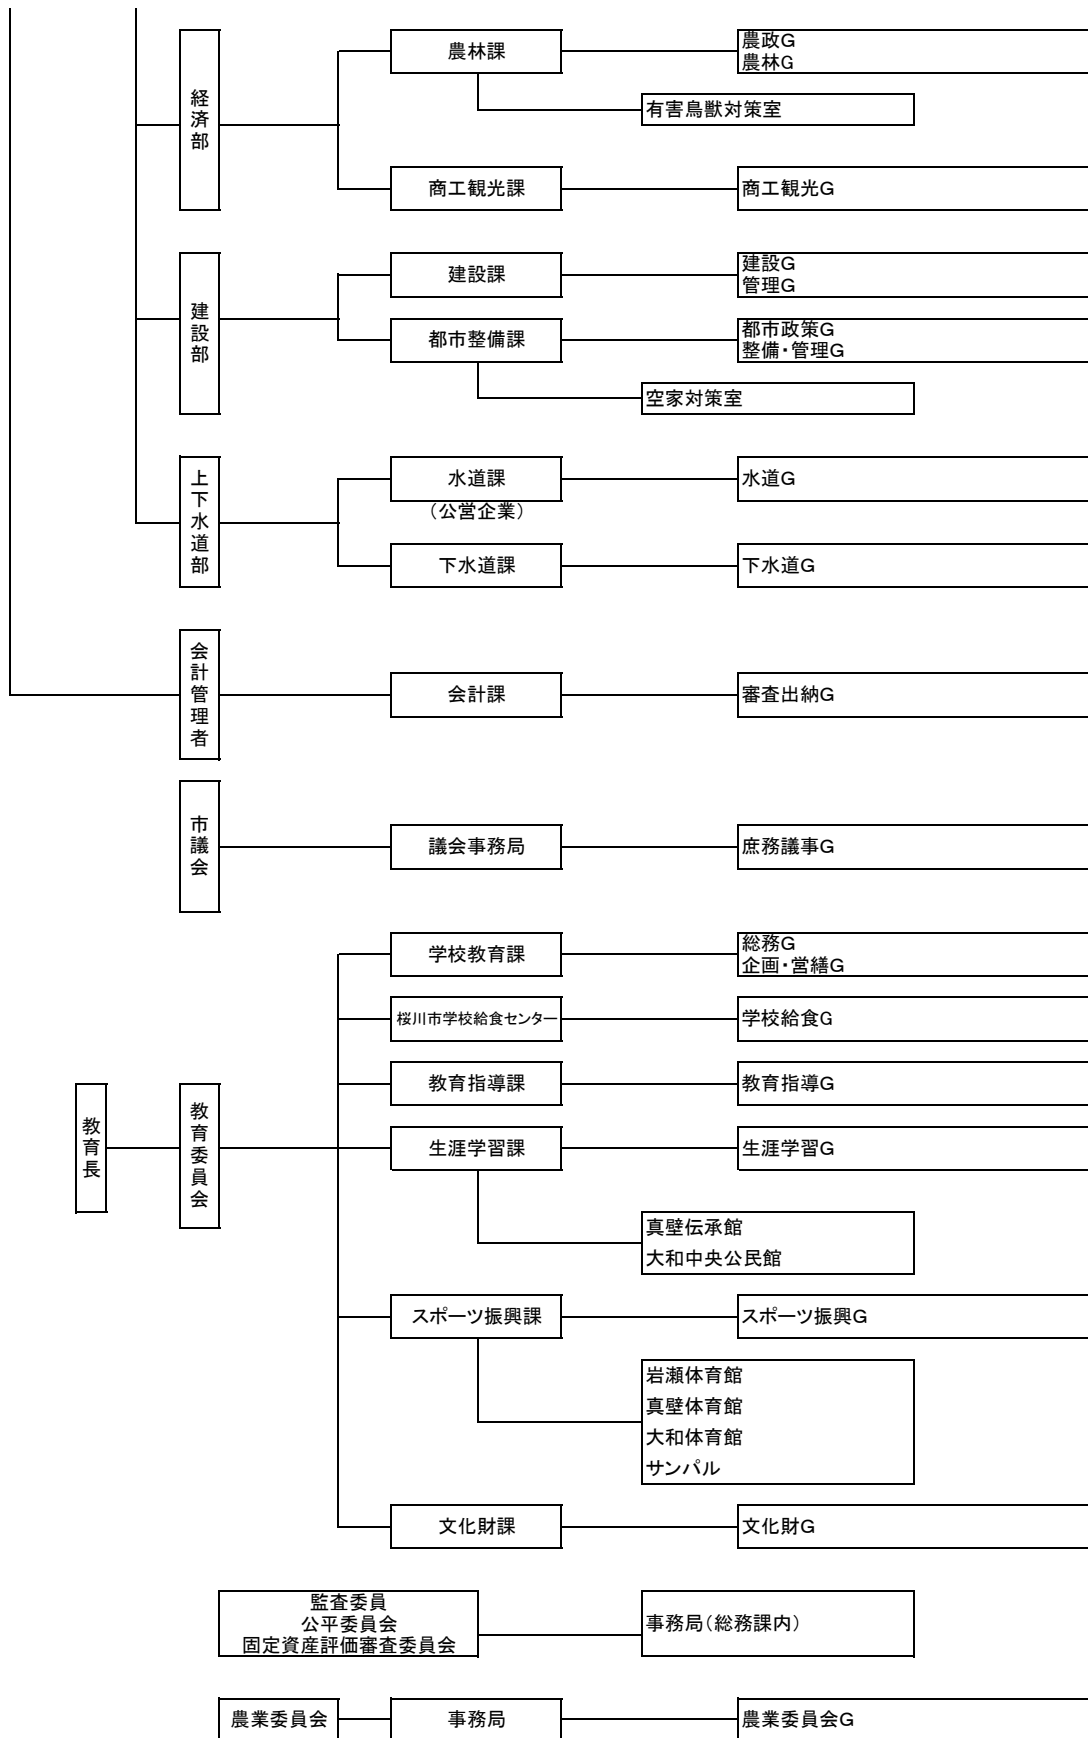 経済部
農林課
農政G
農林G
有害鳥獣対策室
商工観光課
商工観光G
建設部
建設課
建設G
管理G
都市整備課
都市政策G
整備・管理G
空家対策室
上下水道部
水道課
（公営企業）
水道G
下水道課
下水道G
会計管理者
会計課
審査出納G
市議会
議会事務局
庶務議事G
教育長
教育委員会
学校教育課
総務G
企画・営繕G
桜川市学校給食センター
学校給食G
教育指導課
教育指導G
生涯学習課
生涯学習G
真壁伝承館
大和中央公民館
スポーツ振興課
スポーツ振興G
岩瀬体育館
真壁体育館
大和体育館
サンパル
文化財課
文化財G
監査委員
公平委員会
固定資産評価審査委員会
事務局（総務課内）
農業委員会
事務局
農業委員会G